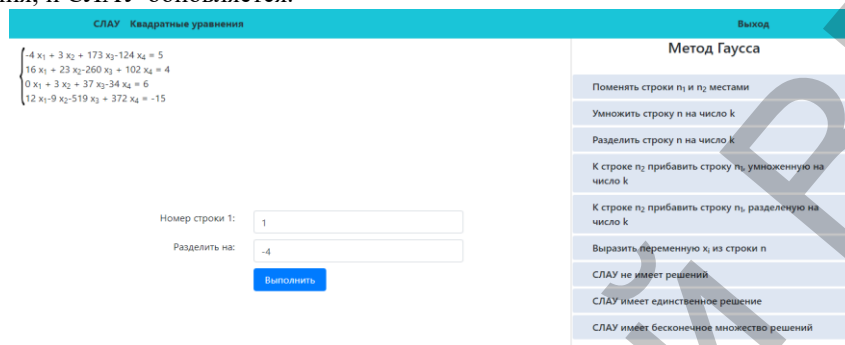 СЛАУ обновляется.
СЛАУ Квадратные уравнения Выход
-4 x₁ + 3 x₂ + 173 x₃-124 x₄ = 5
16 x₁ + 23 x₂-260 x₃ + 102 x₄ = 4
0 x₁ + 3 x₂ + 37 x₃-34 x₄ = 6
12 x₁-9 x₂-519 x₃ + 372 x₄ = -15
Номер строки 1: 1
Разделить на: -4
Выполнить
Метод Гаусса
Поменять строки n₁ и n₂ местами
Умножить строку n на число k
Разделить строку n на число k
К строке n₂ прибавить строку n₁, умноженную на
число k
К строке n₂ прибавить строку n₁, разделеную на
число k
Выразить переменную xᵢ из строки n
СЛАУ не имеет решений
СЛАУ имеет единственное решение
СЛАУ имеет бесконечное множество решений